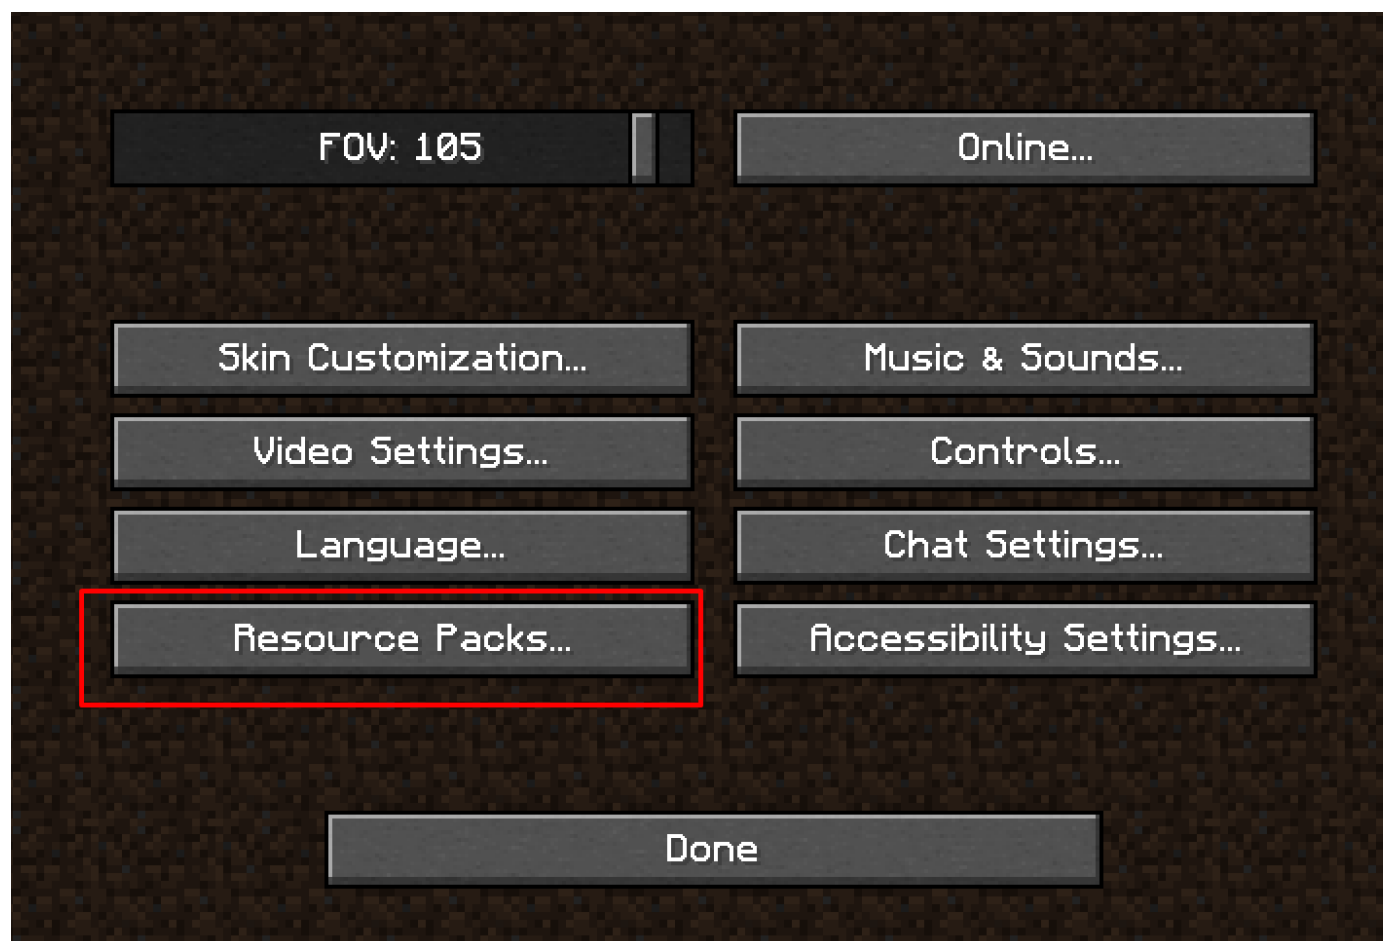 FOV: 105
Online...
Skin Customization...
Music & Sounds...
Video Settings...
Controls...
Language...
Chat Settings...
Resource Packs...
Accessibility Settings...
Done